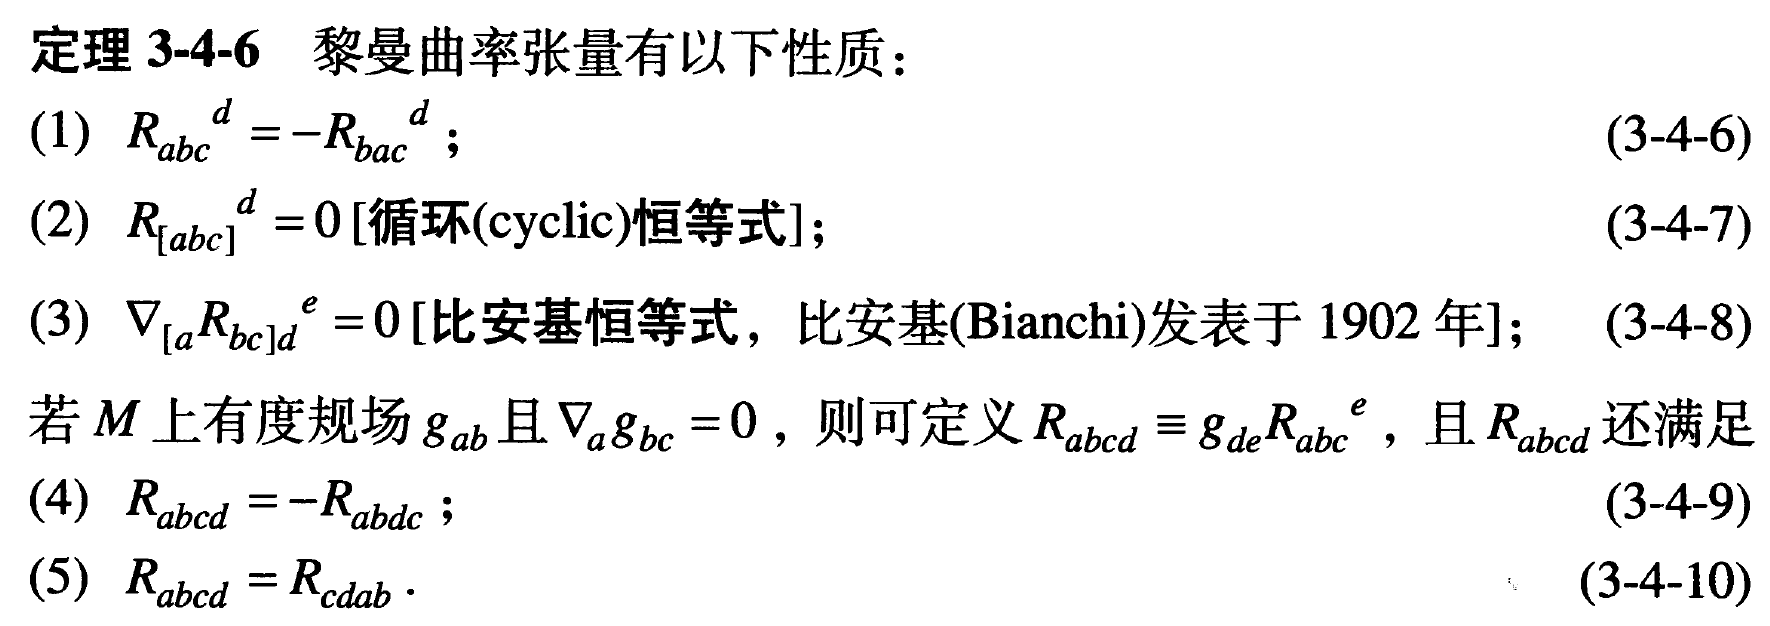 定理 3-4-6 黎曼曲率张量有以下性质：
(1) $R_{abc}{}^{d} = -R_{bac}{}^{d}$； (3-4-6)
(2) $R_{[abc]}{}^{d} = 0$ [循环(cyclic)恒等式]； (3-4-7)
(3) $\nabla_{[a}R_{bc]d}{}^{e} = 0$ [比安基恒等式，比安基(Bianchi)发表于 1902 年]； (3-4-8)
若 $M$ 上有度规场 $g_{ab}$ 且 $\nabla_{a}g_{bc} = 0$，则可定义 $R_{abcd} \equiv g_{de}R_{abc}{}^{e}$，且 $R_{abcd}$ 还满足
(4) $R_{abcd} = -R_{abdc}$； (3-4-9)
(5) $R_{abcd} = R_{cdab}$. (3-4-10)